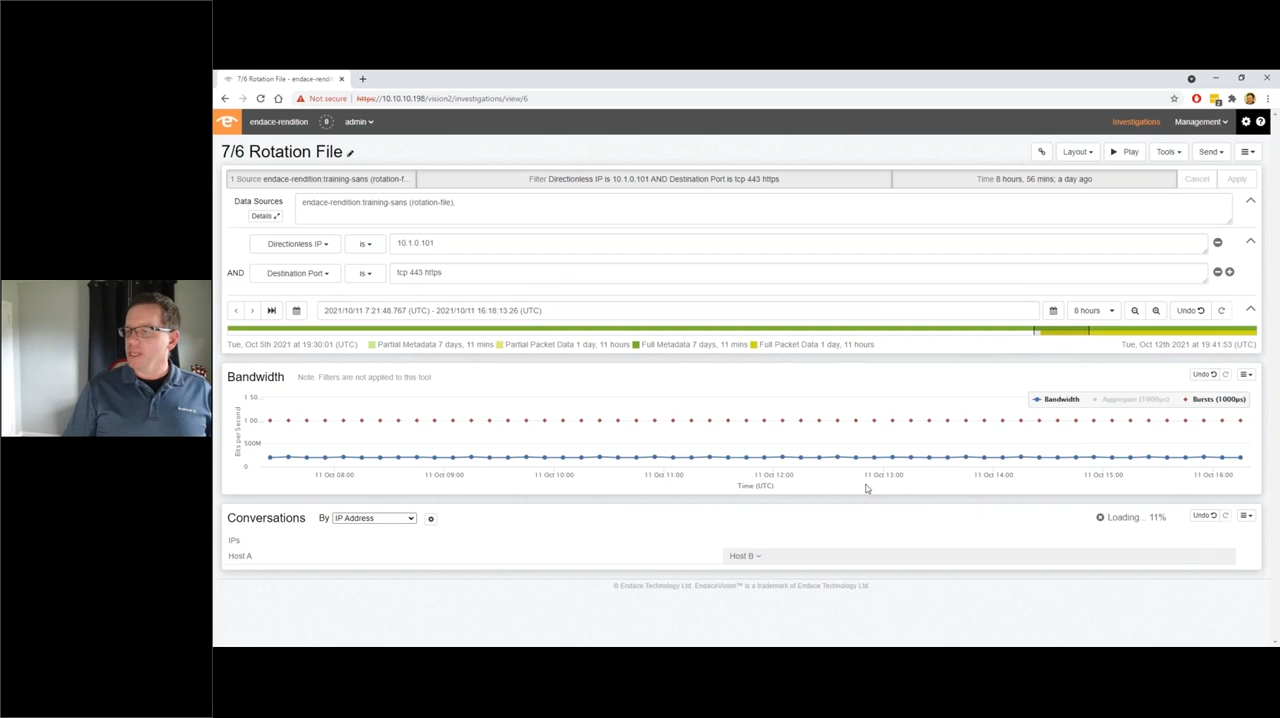 7/6 Rotation File - endace-rendit
Not secure https://10.10.10.198/vision2/investigations/view/6
endace-rendition 0 admin Investigations Management
7/6 Rotation File Layout Play Tools Send
1 Source endace-rendition:training-sans (rotation-f... Filter Directionless IP is 10.1.0.101 AND Destination Port is tcp 443 https Time 8 hours, 56 mins; a day ago Cancel Apply
Data Sources endace-rendition:training-sans (rotation-file),
Details
Directionless IP is 10.1.0.101
AND Destination Port is tcp 443 https
2021/10/11 7:21:48.767 (UTC) - 2021/10/11 16:18:13.26 (UTC) 8 hours Undo
Tue, Oct 5th 2021 at 19:30:01 (UTC) Partial Metadata 7 days, 11 mins Partial Packet Data 1 day, 11 hours Full Metadata 7 days, 11 mins Full Packet Data 1 day, 11 hours Tue, Oct 12th 2021 at 19:41:53 (UTC)
Bandwidth Note. Filters are not applied to this tool Undo
Bandwidth Aggregate (1000μs) Bursts (1000μs)
Bits per Second
1 50...
1 00...
500M
0
11 Oct 08:00 11 Oct 09:00 11 Oct 10:00 11 Oct 11:00 11 Oct 12:00 11 Oct 13:00 11 Oct 14:00 11 Oct 15:00 11 Oct 16:00
Time (UTC)
Conversations By IP Address Loading... 11% Undo
IPs
Host A Host B
© Endace Technology Ltd. EndaceVision™ is a trademark of Endace Technology Ltd.